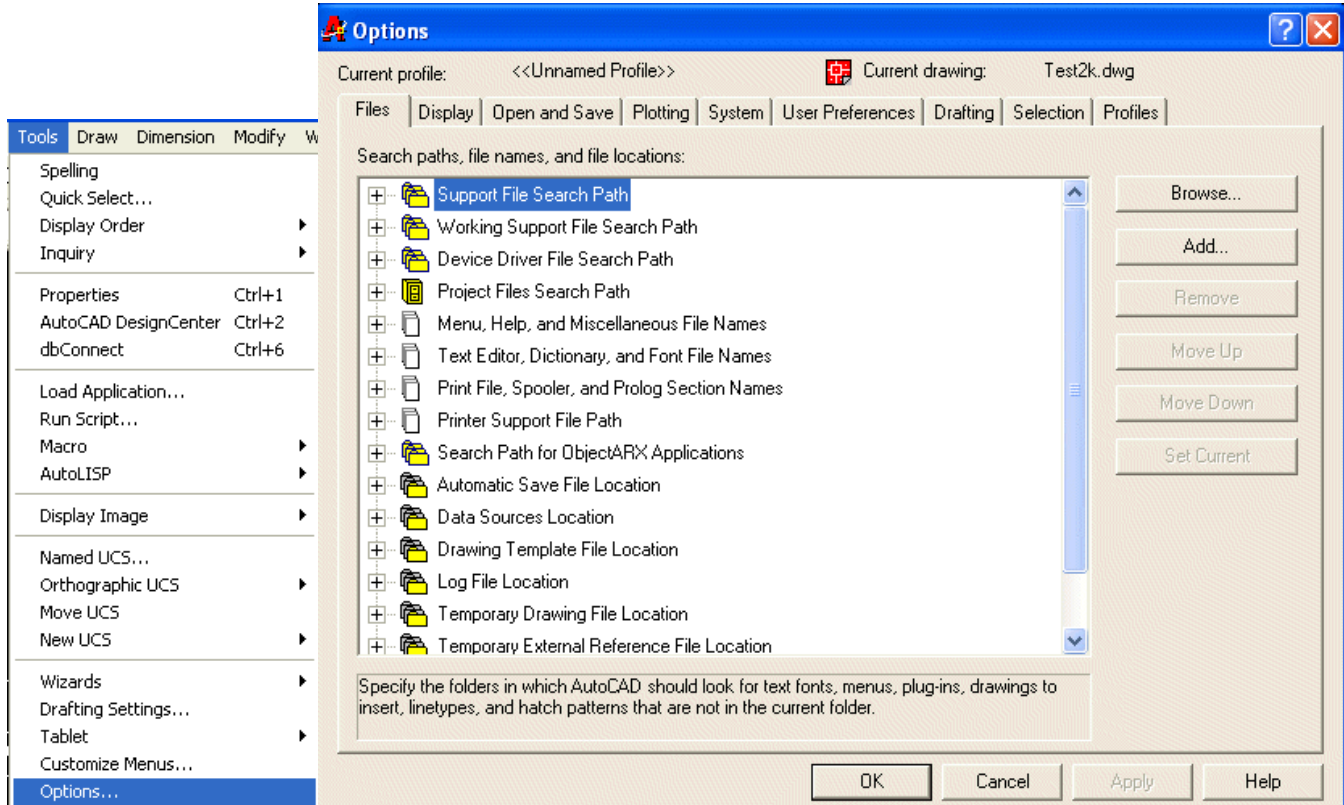 Tools Draw Dimension Modify W
Spelling
Quick Select...
Display Order
Inquiry
Properties Ctrl+1
AutoCAD DesignCenter Ctrl+2
dbConnect Ctrl+6
Load Application...
Run Script...
Macro
AutoLISP
Display Image
Named UCS...
Orthographic UCS
Move UCS
New UCS
Wizards
Drafting Settings...
Tablet
Customize Menus...
Options...
Options
Current profile: <<Unnamed Profile>> Current drawing: Test2k.dwg
Files Display Open and Save Plotting System User Preferences Drafting Selection Profiles
Search paths, file names, and file locations:
Support File Search Path
Working Support File Search Path
Device Driver File Search Path
Project Files Search Path
Menu, Help, and Miscellaneous File Names
Text Editor, Dictionary, and Font File Names
Print File, Spooler, and Prolog Section Names
Printer Support File Path
Search Path for ObjectARX Applications
Automatic Save File Location
Data Sources Location
Drawing Template File Location
Log File Location
Temporary Drawing File Location
Temporary External Reference File Location
Browse...
Add...
Remove
Move Up
Move Down
Set Current
Specify the folders in which AutoCAD should look for text fonts, menus, plug-ins, drawings to
insert, linetypes, and hatch patterns that are not in the current folder.
OK Cancel Apply Help